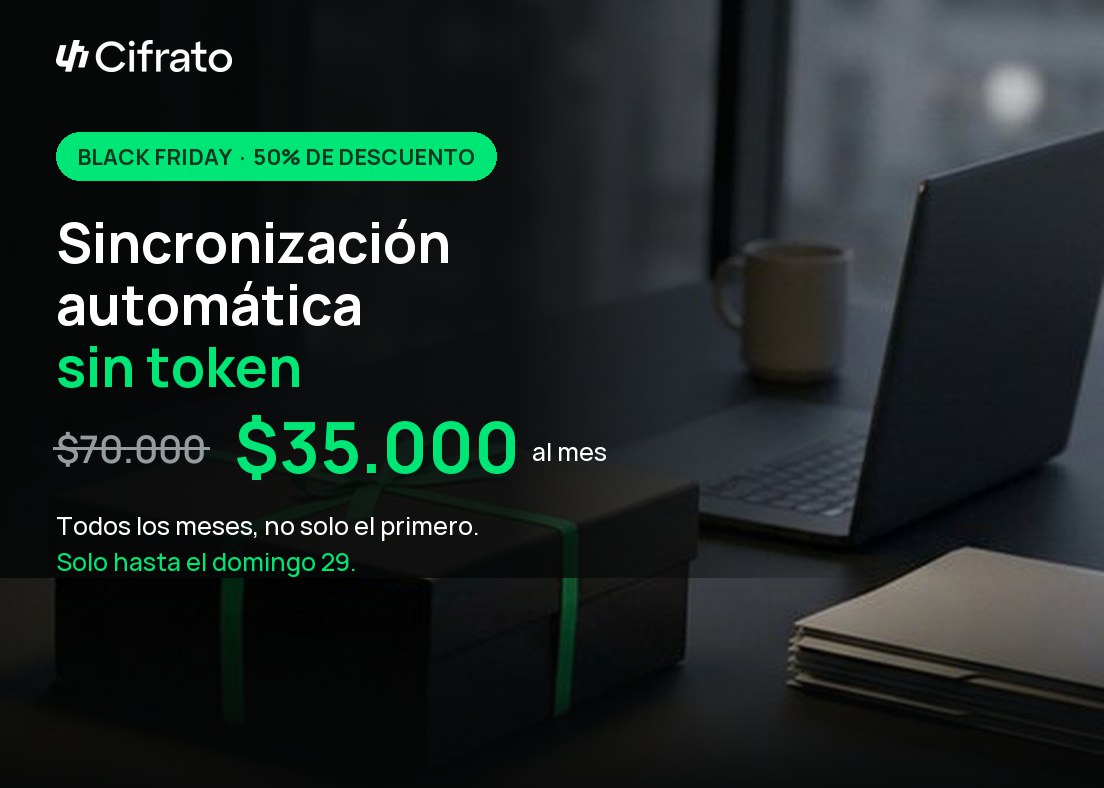 Cifrato
BLACK FRIDAY · 50% DE DESCUENTO
Sincronización
automática
sin token
$70.000 $35.000 al mes
Todos los meses, no solo el primero.
Solo hasta el domingo 29.